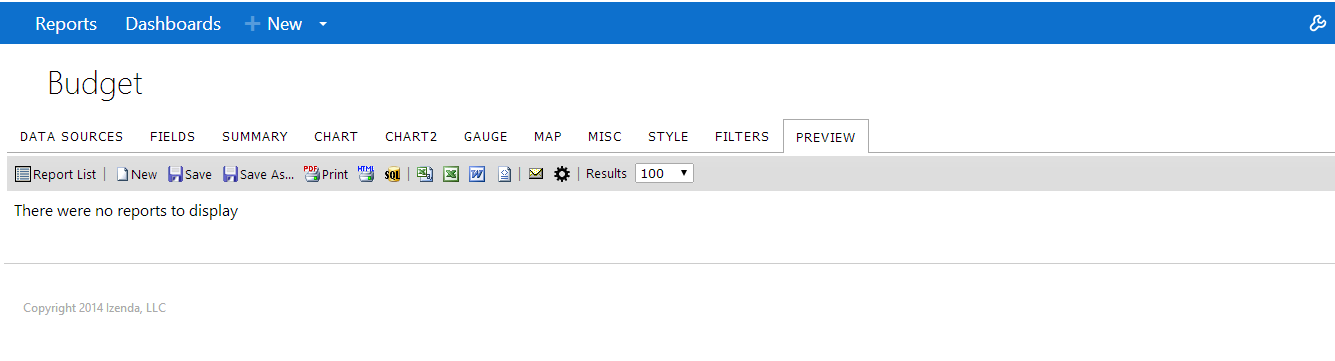 Reports Dashboards New
Budget
DATA SOURCES FIELDS SUMMARY CHART CHART2 GAUGE MAP MISC STYLE FILTERS PREVIEW
Report List | New Save Save As... PDF Print HTML SQL | | Results 100
There were no reports to display
Copyright 2014 Izenda, LLC